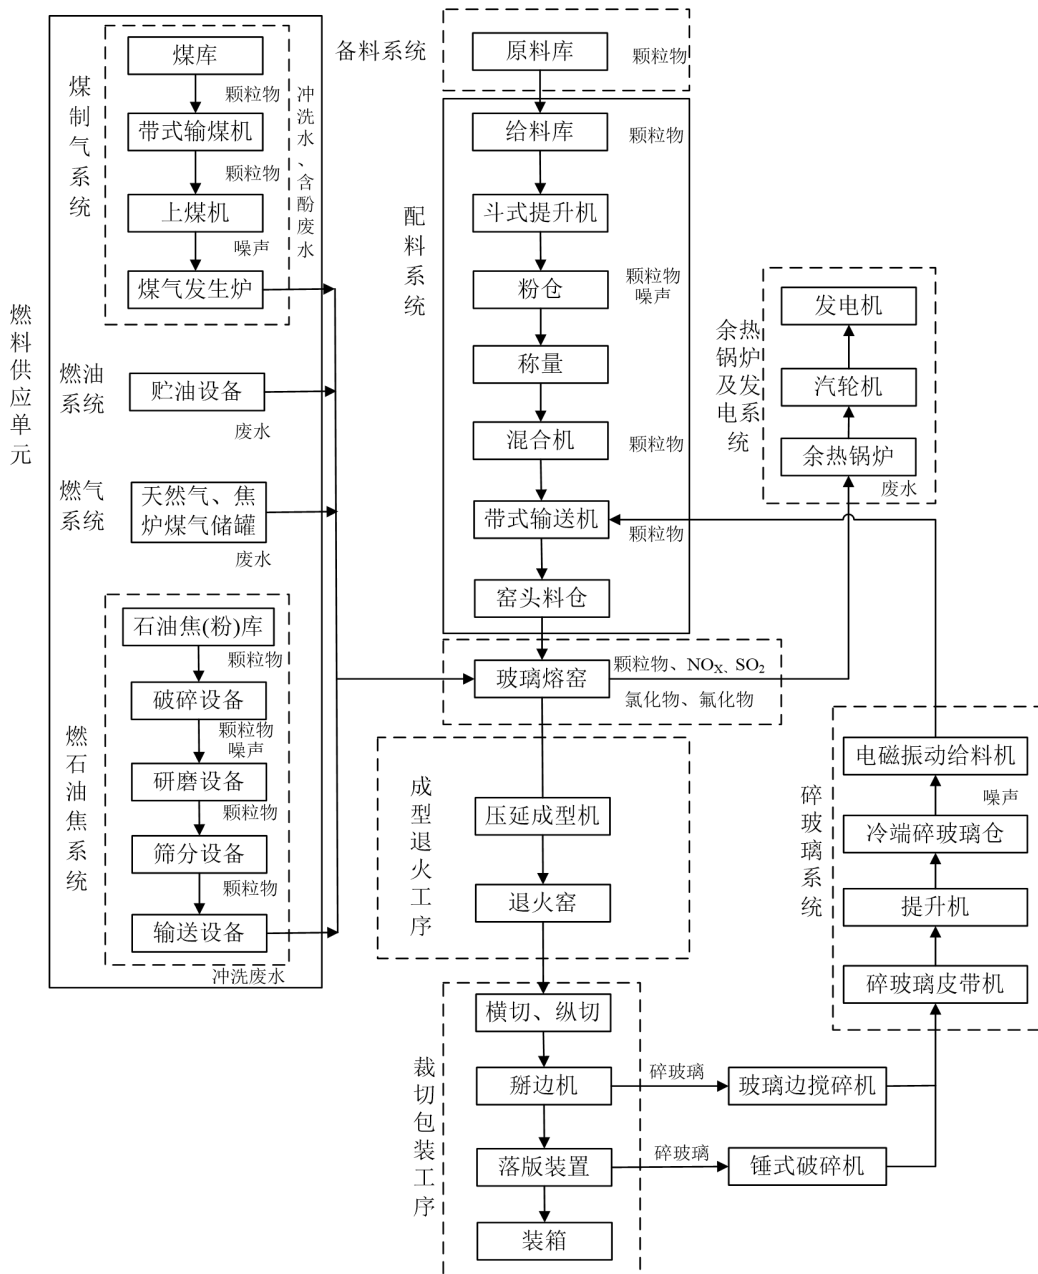 燃料供应单元
煤制气系统
煤库
颗粒物
带式输煤机
颗粒物
上煤机
噪声
煤气发生炉
冲洗水、含酚废水
燃油
系统
贮油设备
废水
燃气
系统
天然气、焦
炉煤气储罐
废水
燃石油焦系统
石油焦(粉)库
颗粒物
破碎设备
颗粒物
噪声
研磨设备
颗粒物
筛分设备
颗粒物
输送设备
冲洗废水
备料系统
原料库
颗粒物
配料系统
给料库
颗粒物
斗式提升机
粉仓
颗粒物
噪声
称量
混合机
颗粒物
带式输送机
颗粒物
窑头料仓
玻璃熔窑
颗粒物、NOX、SO2
氯化物、氟化物
成型退火工序
压延成型机
退火窑
裁切包装工序
横切、纵切
掰边机
碎玻璃
玻璃边搅碎机
落版装置
碎玻璃
锤式破碎机
装箱
余热
锅炉
及发
电系
统
发电机
汽轮机
余热锅炉
废水
碎玻璃系统
电磁振动给料机
噪声
冷端碎玻璃仓
提升机
碎玻璃皮带机